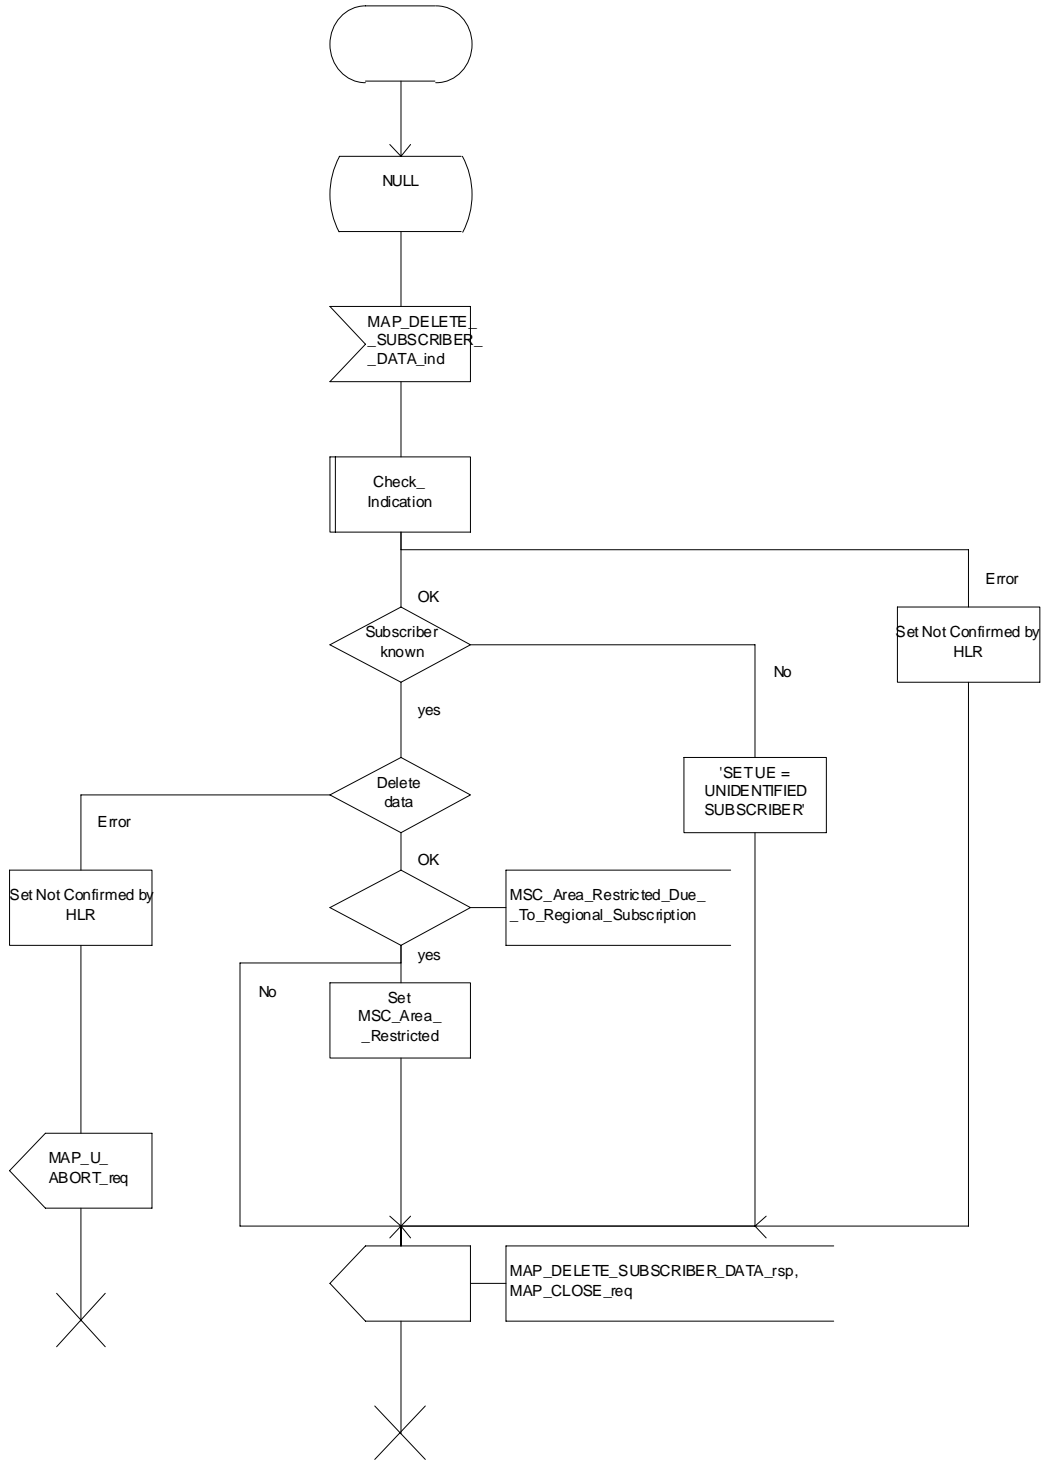 NULL
MAP_DELETE_
_SUBSCRIBER_
_DATA_ind
Check_
Indication
Error
OK
Subscriber
known
Set Not Confirmed by
HLR
No
yes
Delete
data
'SET UE =
UNIDENTIFIED
SUBSCRIBER'
Error
OK
Set Not Confirmed by
HLR
MSC_Area_Restricted_Due_
_To_Regional_Subscription
yes
No
Set
MSC_Area_
_Restricted
MAP_U_
ABORT_req
MAP_DELETE_SUBSCRIBER_DATA_rsp,
MAP_CLOSE_req